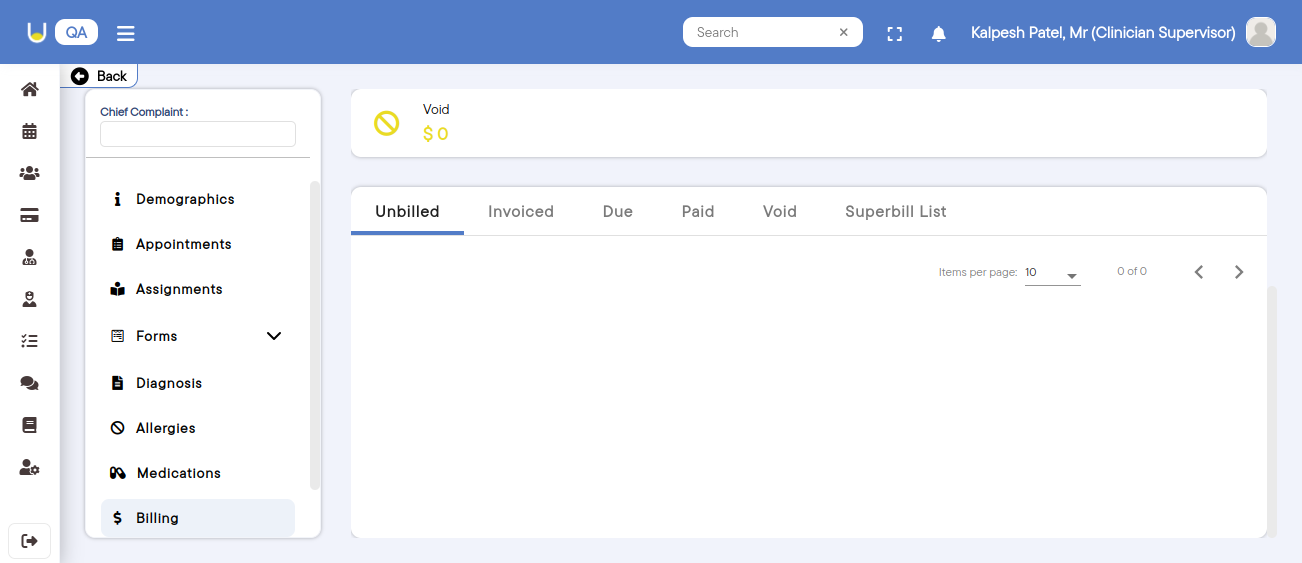 QA
Search
Kalpesh Patel, Mr (Clinician Supervisor)
Back
Chief Complaint :
Demographics
Appointments
Assignments
Forms
Diagnosis
Allergies
Medications
Billing
Void
$ 0
Unbilled Invoiced Due Paid Void Superbill List
Items per page: 10 0 of 0